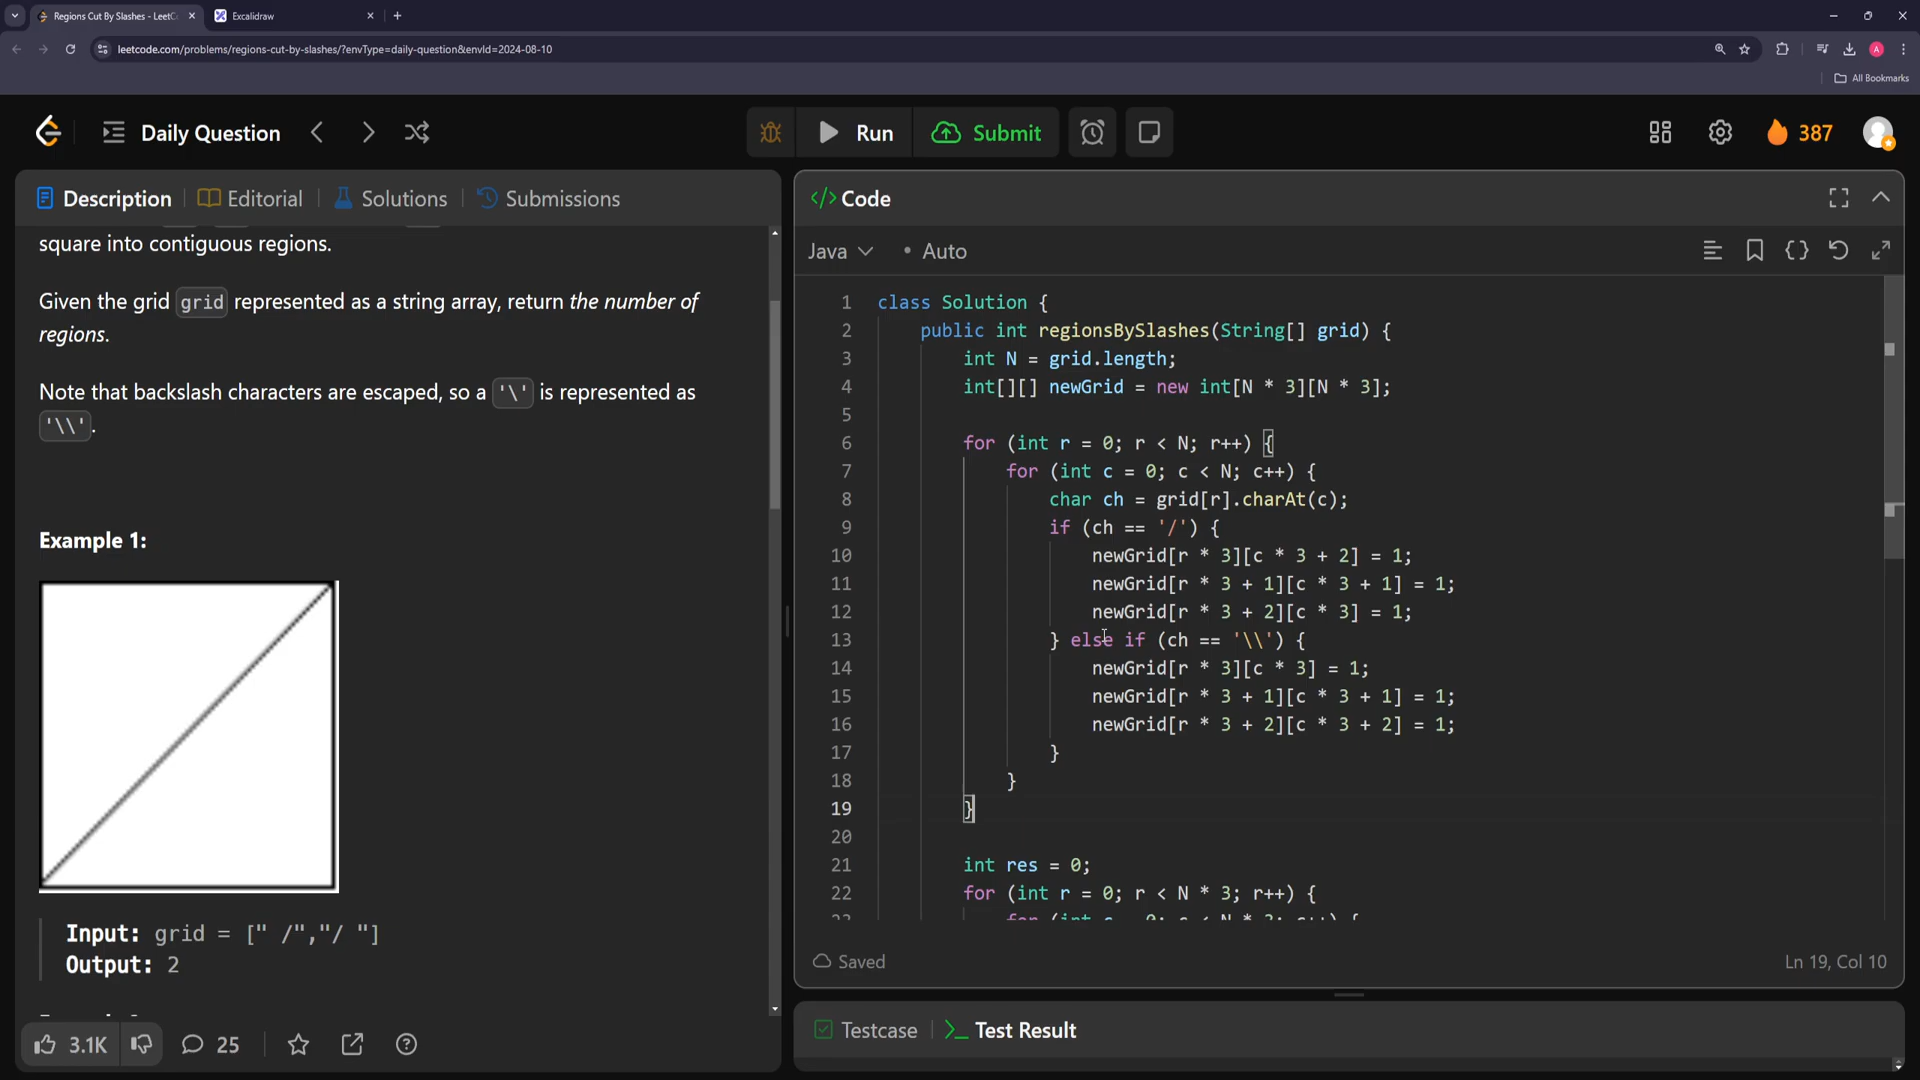 Regions Cut By Slashes - LeetC
Excalidraw
leetcode.com/problems/regions-cut-by-slashes/?envType=daily-question&envId=2024-08-10
A
All Bookmarks
Daily Question
Run
Submit
387
Description
Editorial
Solutions
Submissions
square into contiguous regions.
Given the grid grid represented as a string array, return the number of
regions.
Note that backslash characters are escaped, so a '\' is represented as
'\\'.
Example 1:
Input: grid = [" /","/ "]
Output: 2
3.1K
25
</> Code
Java
Auto
1 class Solution {
2 public int regionsBySlashes(String[] grid) {
3 int N = grid.length;
4 int[][] newGrid = new int[N * 3][N * 3];
5
6 for (int r = 0; r < N; r++) {
7 for (int c = 0; c < N; c++) {
8 char ch = grid[r].charAt(c);
9 if (ch == '/') {
10 newGrid[r * 3][c * 3 + 2] = 1;
11 newGrid[r * 3 + 1][c * 3 + 1] = 1;
12 newGrid[r * 3 + 2][c * 3] = 1;
13 } else if (ch == '\\') {
14 newGrid[r * 3][c * 3] = 1;
15 newGrid[r * 3 + 1][c * 3 + 1] = 1;
16 newGrid[r * 3 + 2][c * 3 + 2] = 1;
17 }
18 }
19 }
20
21 int res = 0;
22 for (int r = 0; r < N * 3; r++) {
Saved
Ln 19, Col 10
Testcase
Test Result